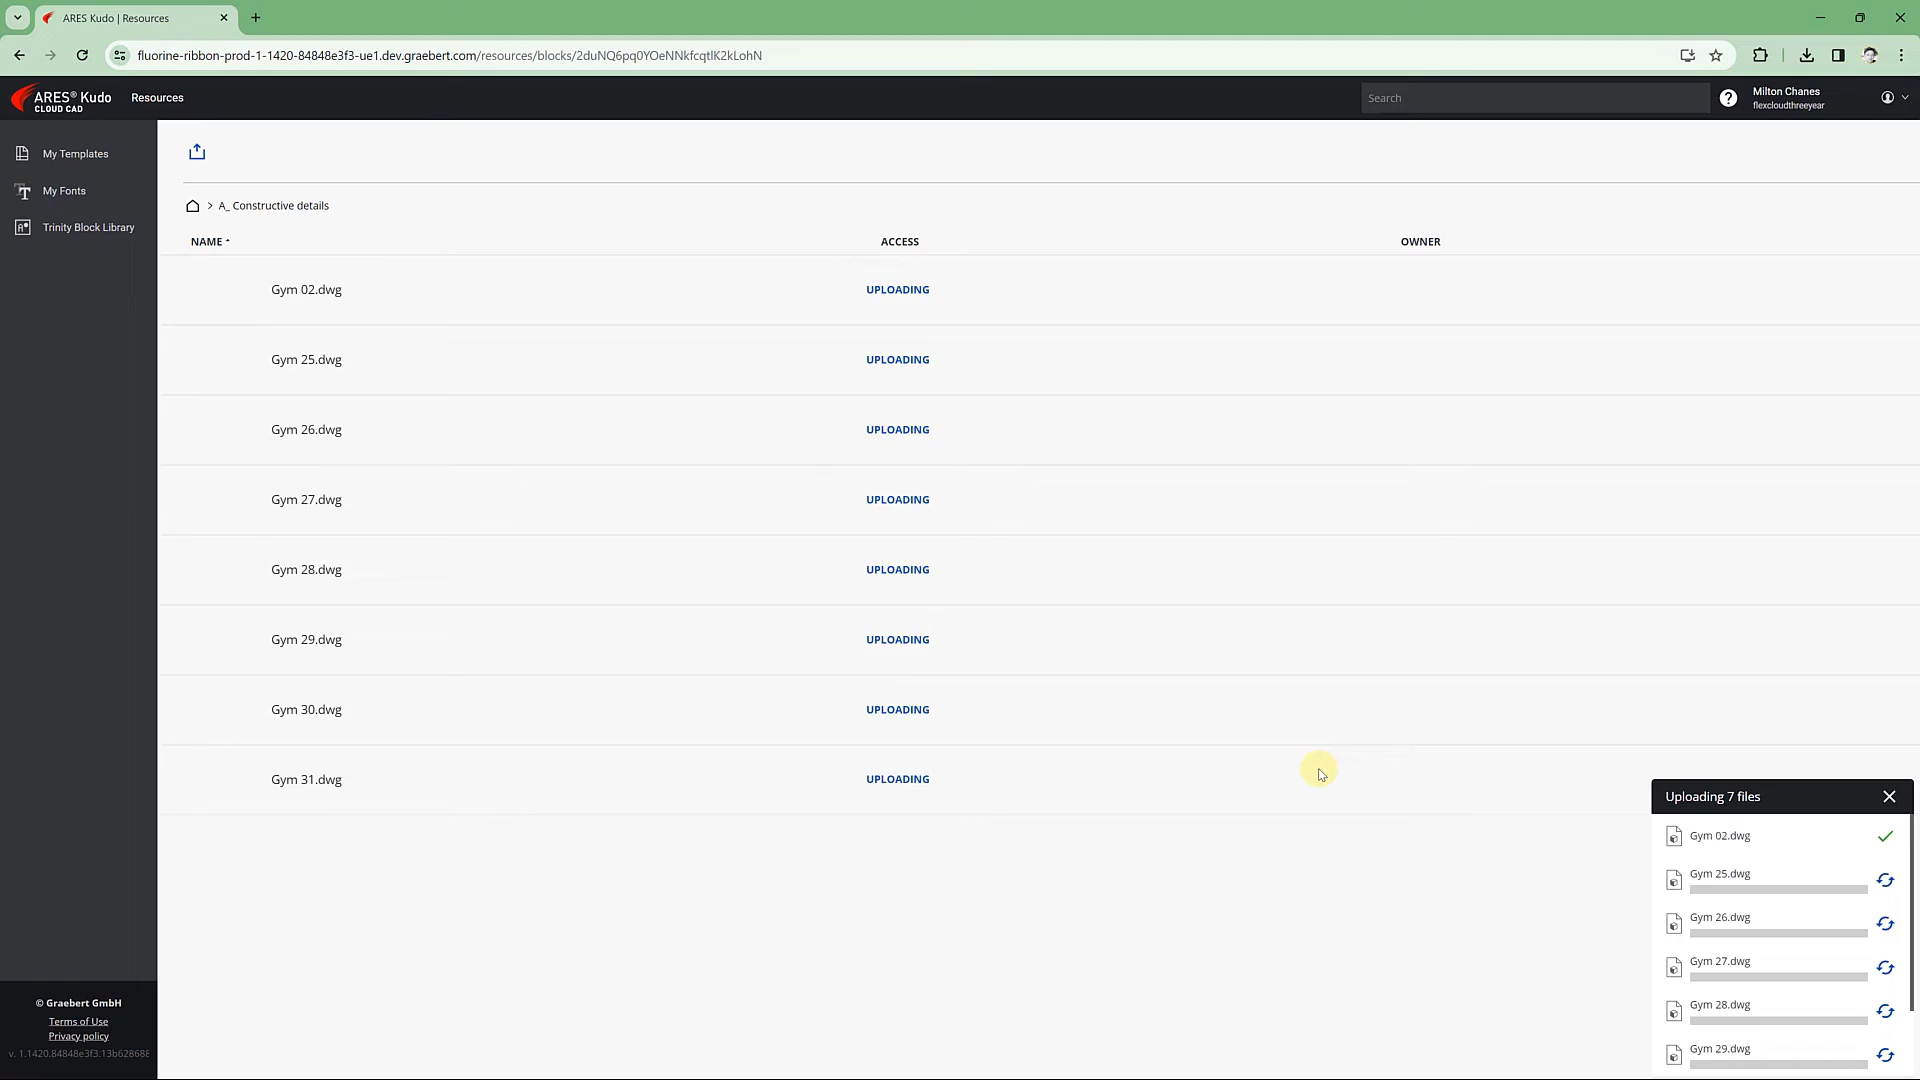 ARES Kudo | Resources
fluorine-ribbon-prod-1-1420-84848e3f3-ue1.dev.graebert.com/resources/blocks/2duNQ6pq0YOeNNkfcqtlK2kLohN
ARES® Kudo
CLOUD CAD
Resources
Search
Milton Chanes
flexcloudthreeyear
My Templates
My Fonts
Trinity Block Library
A_ Constructive details
NAME
ACCESS
OWNER
Gym 02.dwg
UPLOADING
Gym 25.dwg
UPLOADING
Gym 26.dwg
UPLOADING
Gym 27.dwg
UPLOADING
Gym 28.dwg
UPLOADING
Gym 29.dwg
UPLOADING
Gym 30.dwg
UPLOADING
Gym 31.dwg
UPLOADING
Uploading 7 files
Gym 02.dwg
Gym 25.dwg
Gym 26.dwg
Gym 27.dwg
Gym 28.dwg
Gym 29.dwg
© Graebert GmbH
Terms of Use
Privacy policy
v. 1.1420.84848e3f3.13b628688